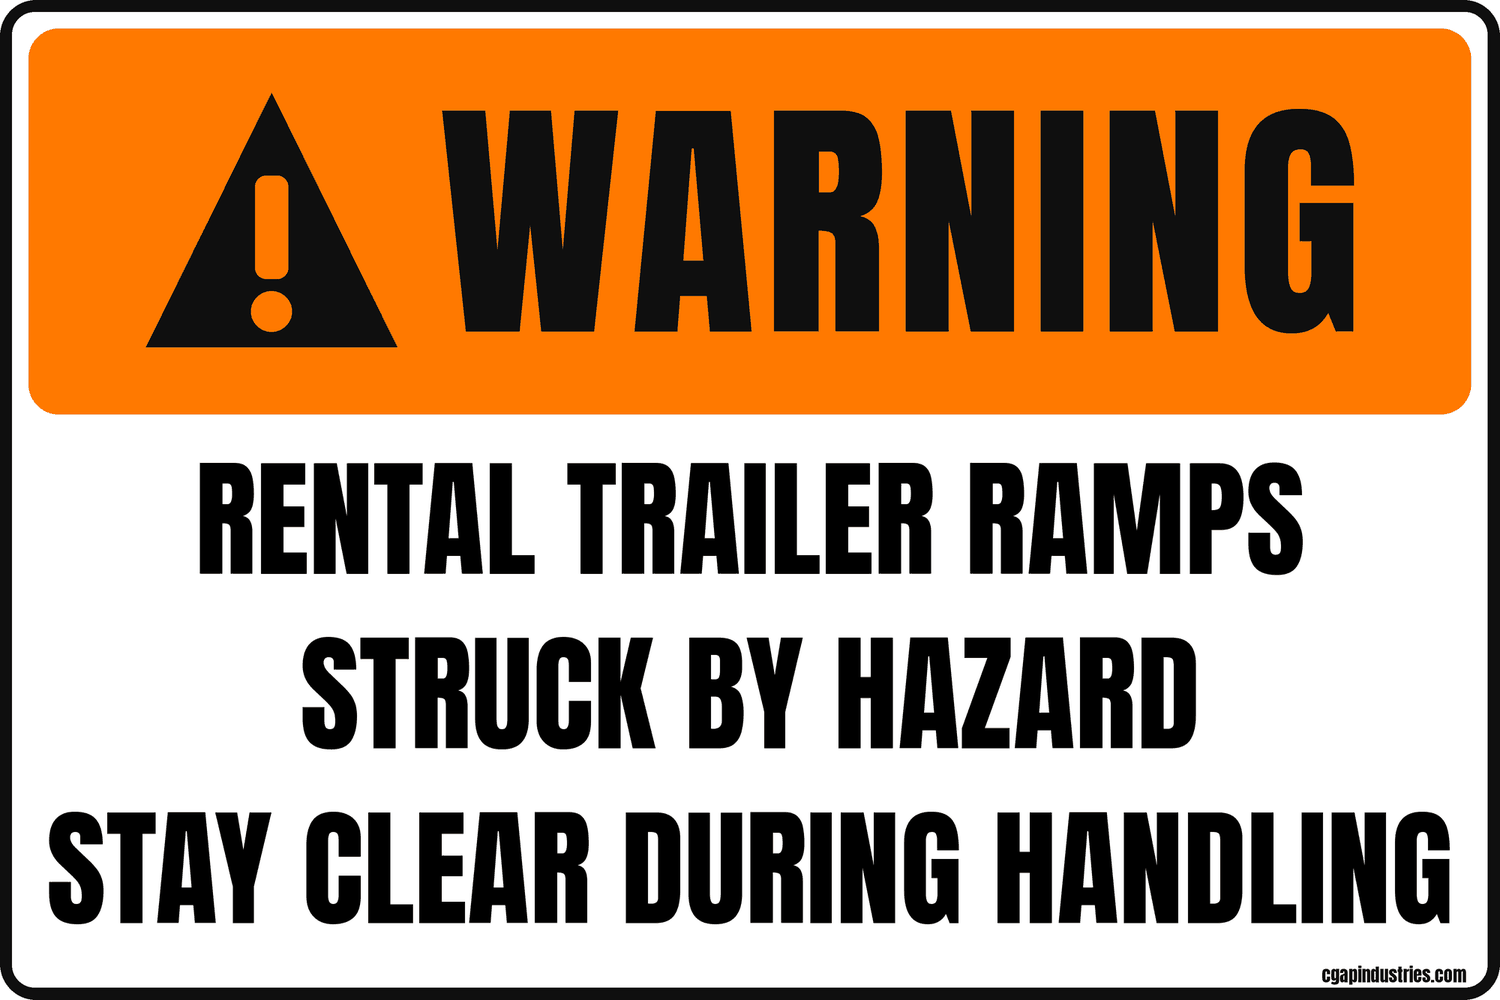 WARNING
RENTAL TRAILER RAMPS
STRUCK BY HAZARD
STAY CLEAR DURING HANDLING
cgapindustries.com